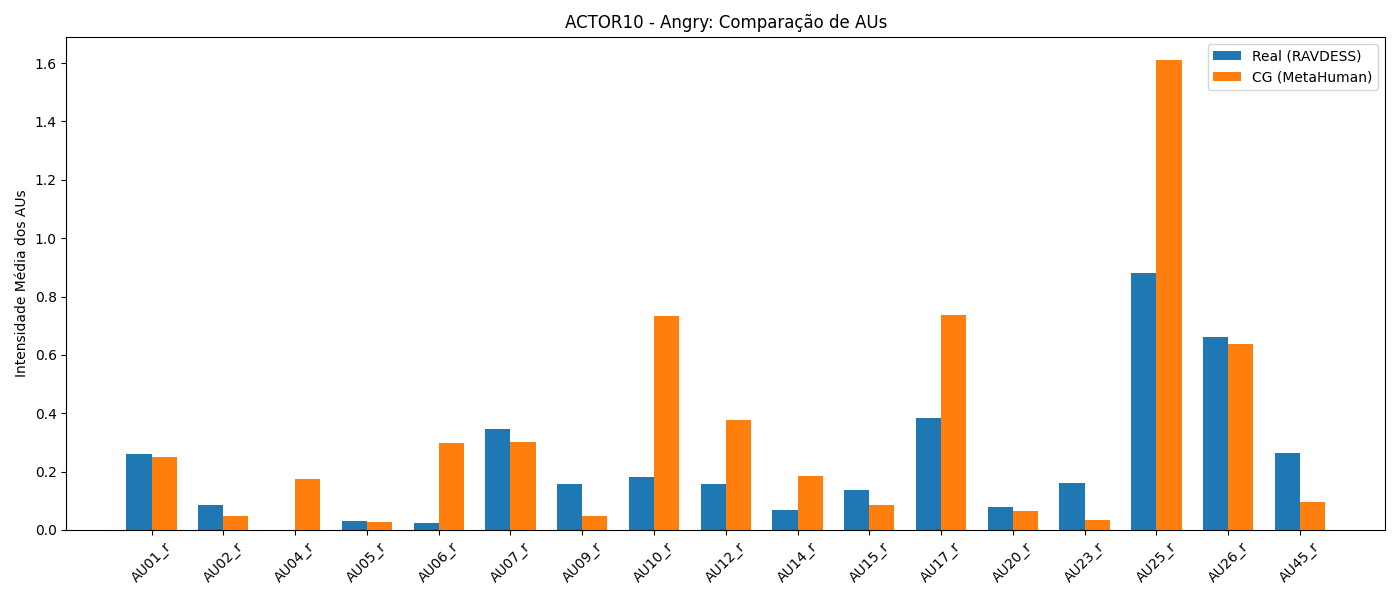 ACTOR10 - Angry: Comparação de AUs
Real (RAVDESS)
CG (MetaHuman)
Intensidade Média dos AUs
1.6
1.4
1.2
1.0
0.8
0.6
0.4
0.2
0.0
AU01_r
AU02_r
AU04_r
AU05_r
AU06_r
AU07_r
AU09_r
AU10_r
AU12_r
AU14_r
AU15_r
AU17_r
AU20_r
AU23_r
AU25_r
AU26_r
AU45_r